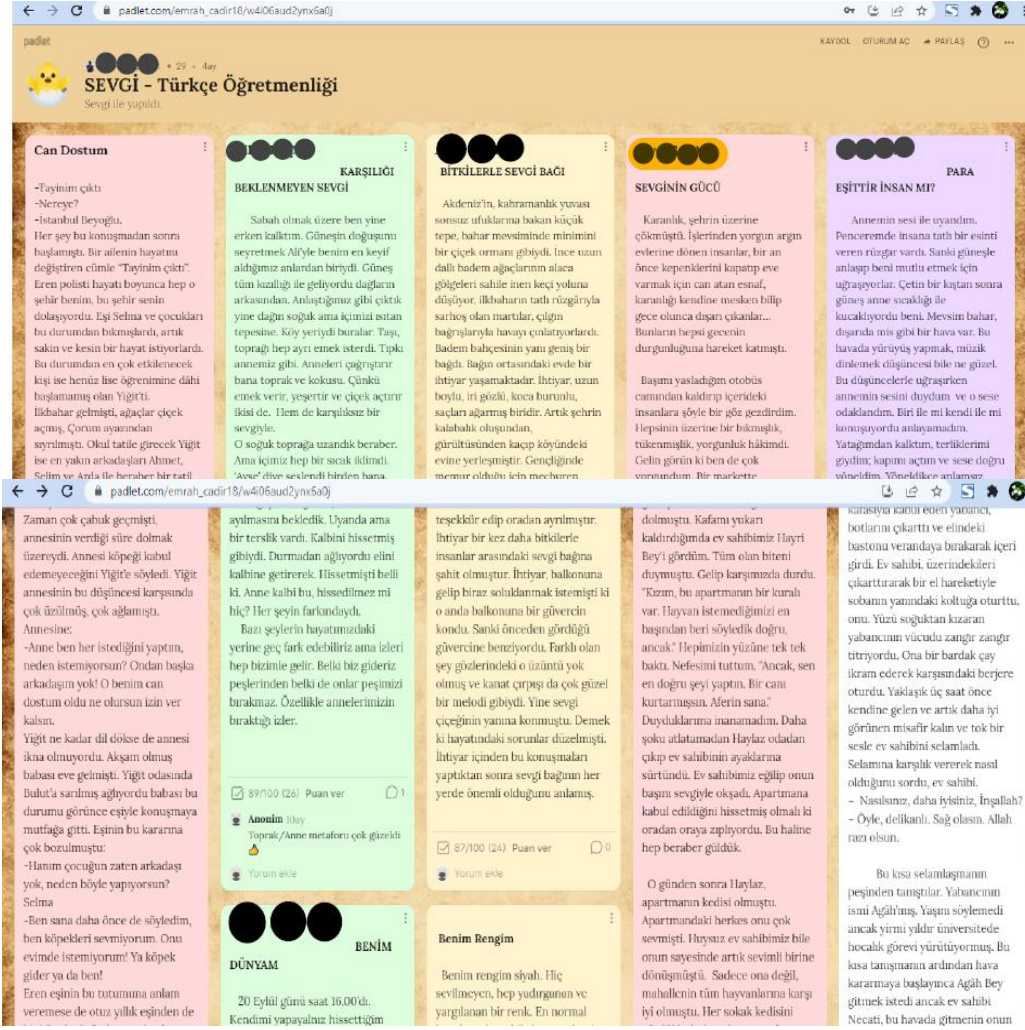 padlet.com/emrah_cadir18/w4i06aud2ynx6a0j
padlet
KAYDOL OTURUM AÇ PAYLAŞ
+ 29 • 4ay
SEVGİ - Türkçe Öğretmenliği
Sevgi ile yapıldı.
Can Dostum
-Tayinim çıktı
-Nereye?
-İstanbul Beyoğlu.
Her şey bu konuşmadan sonra
başlamıştı. Bir ailenin hayatını
değiştiren cümle "Tayinim çıktı".
Eren polisti hayatı boyunca hep o
şehir benim, bu şehir senin
dolaşıyordu. Eşi Selma ve çocukları
bu durumdan bıkmışlardı, artık
sakin ve kesin bir hayat istiyorlardı.
Bu durumdan en çok etkilenecek
kişi ise henüz lise öğrenimine dâhi
başlamamış olan Yiğit'ti.
İlkbahar gelmişti, ağaçlar çiçek
açmış, Çorum ayazından
sıyrılmıştı. Okul tatile girecek Yiğit
ise en yakın arkadaşları Ahmet,
Selim ve Arda ile beraber bir tatil
KARŞILIĞI
BEKLENMEYEN SEVGİ
Sabah olmak üzere ben yine
erken kalktım. Güneşin doğuşunu
seyretmek Ali'yle benim en keyif
aldığımız anlardan biriydi. Güneş
tüm kızıllığı ile geliyordu dağların
arkasından. Anlaştığımız gibi çıktık
yine dağın soğuk ama içimizi ısıtan
tepesine. Köy yeriydi buralar. Taşı,
toprağı hep ayrı emek isterdi. Tıpkı
annemiz gibi. Anneleri çağrıştırır
bana toprak ve kokusu. Çünkü
emek verir, yeşertir ve çiçek açtırır
ikisi de. Hem de karşılıksız bir
sevgiyle.
O soğuk toprağa uzandık beraber.
Ama içimiz hep bir sıcak iklimdi.
'Ayşe' diye seslendi birden bana.
BİTKİLERLE SEVGİ BAĞI
Akdeniz'in, kahramanlık yuvası
sonsuz ufuklarına bakan küçük
tepe, bahar mevsiminde minimini
bir çiçek ormanı gibiydi. İnce uzun
dallı badem ağaçlarının alaca
gölgeleri sahile inen keçi yoluna
düşüyor, ilkbaharın tatlı rüzgârıyla
sarhoş olan martılar, çılgın
bağrışlarıyla havayı çınlatıyorlardı.
Badem bahçesinin yanı geniş bir
bağdı. Bağın ortasındaki evde bir
ihtiyar yaşamaktadır. İhtiyar, uzun
boylu, iri gözlü, koca burunlu,
saçları ağarmış biridir. Artık şehrin
kalabalık oluşundan,
gürültüsünden kaçıp köyündeki
evine yerleşmiştir. Gençliğinde
memur olduğu için mecburen
SEVGİNİN GÜCÜ
Karanlık, şehrin üzerine
çökmüştü. İşlerinden yorgun argın
evlerine dönen insanlar, bir an
önce kepenklerini kapatıp eve
varmak için can atan esnaf,
karanlığı kendine mesken bilip
gece olunca dışarı çıkanlar...
Bunların hepsi gecenin
durgunluğuna hareket katmıştı.
Başımı yasladığım otobüs
camından kaldırıp içerideki
insanlara şöyle bir göz gezdirdim.
Hepsinin üzerine bir bıkmışlık,
tükenmişlik, yorgunluk hâkimdi.
Gelin görün ki ben de çok
yorgundum. Bir markette
PARA
EŞİTTİR İNSAN MI?
Annemin sesi ile uyandım.
Penceremde insana tatlı bir esinti
veren rüzgar vardı. Sanki güneşle
anlaşıp beni mutlu etmek için
uğraşıyorlar. Çetin bir kıştan sonra
güneş anne sıcaklığı ile
kucaklıyordu beni. Mevsim bahar,
dışarıda mis gibi bir hava var. Bu
havada yürüyüş yapmak, müzik
dinlemek düşüncesi bile ne güzel.
Bu düşüncelerle uğraşırken
annemin sesini duydum ve o sese
odaklandım. Biri ile mi kendi ile mi
konuşuyordu anlayamadım.
Yatağımdan kalktım, terliklerimi
giydim; kapımı açtım ve sese doğru
yöneldim. Yöneldikçe anlamsız
padlet.com/emrah_cadir18/w4i06aud2ynx6a0j
Zaman çok çabuk geçmişti,
annesinin verdiği süre dolmak
üzereydi. Annesi köpeği kabul
edemeyeceğini Yiğit'e söyledi. Yiğit
annesinin bu düşüncesi karşısında
çok üzülmüş, çok ağlamıştı.
Annesine:
-Anne ben her istediğini yaptım,
neden istemiyorsun? Ondan başka
arkadaşım yok! O benim can
dostum oldu ne olursun izin ver
kalsın.
Yiğit ne kadar dil dökse de annesi
ikna olmuyordu. Akşam olmuş
babası eve gelmişti. Yiğit odasında
Bulut'a sarılmış ağlıyordu babası bu
durumu görünce eşiyle konuşmaya
mutfağa gitti. Eşinin bu kararına
çok bozulmuştu:
-Hanım çocuğun zaten arkadaşı
yok, neden böyle yapıyorsun?
Selma
-Ben sana daha önce de söyledim,
ben köpekleri sevmiyorum. Onu
evimde istemiyorum! Ya köpek
gider ya da ben!
Eren eşinin bu tutumuna anlam
veremese de otuz yıllık eşinden de
ayılmasını bekledik. Uyandı ama
bir terslik vardı. Kalbini hissetmiş
gibiydi. Durmadan ağlıyordu elini
kalbine getirerek. Hissetmişti belli
ki. Anne kalbi bu, hissedilmez mi
hiç? Her şeyin farkındaydı.
Bazı şeylerin hayatımızdaki
yerine geç fark edebiliriz ama izleri
hep bizimle gelir. Belki biz gideriz
peşlerinden belki de onlar peşimizi
bırakmaz. Özellikle annelerimizin
bıraktığı izler.
89/100 (26) Puan ver 1
Anonim 10ay
Toprak/Anne metaforu çok güzeldi
Yorum ekle
BENİM
DÜNYAM
20 Eylül günü saat 16.00'dı.
Kendimi yapayalnız hissettiğim
teşekkür edip oradan ayrılmıştır.
İhtiyar bir kez daha bitkilerle
insanlar arasındaki sevgi bağına
şahit olmuştur. İhtiyar, balkonuna
gelip biraz soluklanmak istemişti ki
o anda balkonuna bir güvercin
kondu. Sanki önceden gördüğü
güvercine benziyordu. Farklı olan
şey gözlerindeki o üzüntü yok
olmuş ve kanat çırpışı da çok güzel
bir melodi gibiydi. Yine sevgi
çiçeğinin yanına konmuştu. Demek
ki hayatındaki sorunlar düzelmişti.
İhtiyar içinden bu konuşmaları
yaptıktan sonra sevgi bağının her
yerde önemli olduğunu anlamış.
87/100 (24) Puan ver 0
Yorum ekle
Benim Rengim
Benim rengim siyah. Hiç
sevilmeyen, hep yadırganan ve
yargılanan bir renk. En normal
dolmuştu. Kafamı yukarı
kaldırdığımda ev sahibimiz Hayri
Bey'i gördüm. Tüm olan biteni
duymuştu. Gelip karşımızda durdu.
"Kızım, bu apartmanın bir kuralı
var. Hayvan istemediğimizi en
başından beri söyledik doğru,
ancak." Hepimizin yüzüne tek tek
baktı. Nefesimi tuttum. "Ancak, sen
en doğru şeyi yaptın. Bir canı
kurtarmışsın. Aferin sana."
Duyduklarıma inanamadım. Daha
şoku atlatamadan Haylaz odadan
çıkıp ev sahibinin ayaklarına
sürtündü. Ev sahibimiz eğilip onun
başını sevgiyle okşadı. Apartmana
kabul edildiğini hissetmiş olmalı ki
oradan oraya zıplıyordu. Bu haline
hep beraber güldük.
O günden sonra Haylaz,
apartmanın kedisi olmuştu.
Apartmandaki herkes onu çok
sevmişti. Huysuz ev sahibimiz bile
onun sayesinde artık sevimli birine
dönüşmüştü. Sadece ona değil,
mahallenin tüm hayvanlarına karşı
iyi olmuştu. Her sokak kedisini
kafasıyla kabul eden yabancı,
botlarını çıkarttı ve elindeki
bastonu verandaya bırakarak içeri
girdi. Ev sahibi, üzerindekileri
çıkarttırarak bir el hareketiyle
sobanın yanındaki koltuğa oturttu,
onu. Yüzü soğuktan kızaran
yabancının vücudu zangır zangır
titriyordu. Ona bir bardak çay
ikram ederek karşısındaki berjere
oturdu. Yaklaşık üç saat önce
kendine gelen ve artık daha iyi
görünen misafir kalın ve tok bir
sesle ev sahibini selamladı.
Selamına karşılık vererek nasıl
olduğunu sordu, ev sahibi.
– Nasılsınız, daha iyisiniz, İnşallah?
– Öyle, delikanlı. Sağ olasın. Allah
razı olsun.
Bu kısa selamlaşmanın
peşinden tanıştılar. Yabancının
ismi Agâh'mış. Yaşını söylemedi
ancak yirmi yıldır üniversitede
hocalık görevi yürütüyormuş. Bu
kısa tanışmanın ardından hava
kararmaya başlayınca Agâh Bey
gitmek istedi ancak ev sahibi
Necati, bu havada gitmenin onun